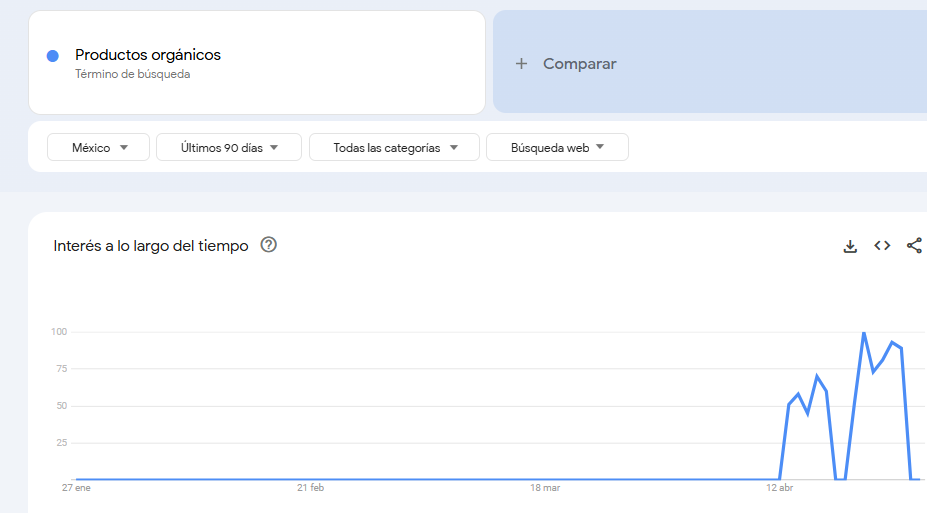 Productos orgánicos
Término de búsqueda
+ Comparar
México
Últimos 90 días
Todas las categorías
Búsqueda web
Interés a lo largo del tiempo
100
75
50
25
27 ene
21 feb
18 mar
12 abr